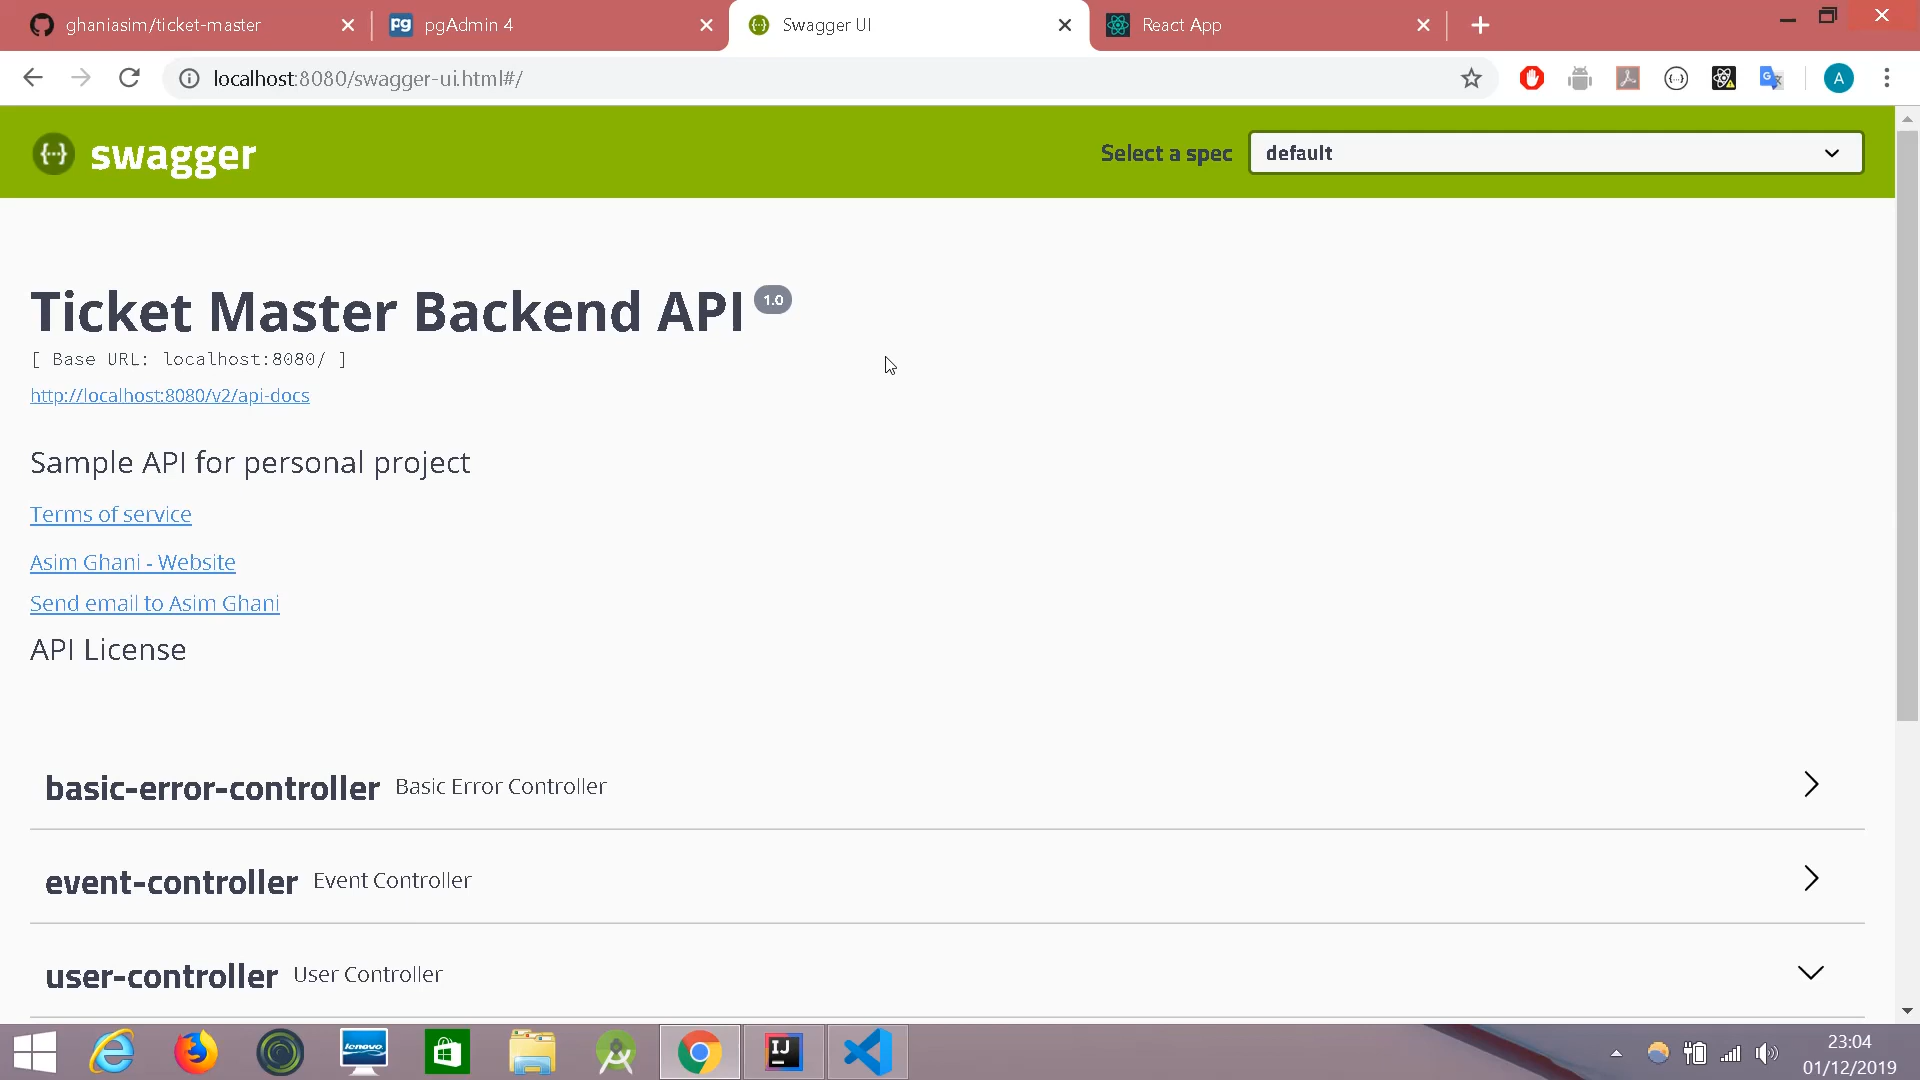 ghaniasim/ticket-master
pgAdmin 4
Swagger UI
React App
localhost:8080/swagger-ui.html#/
A
swagger
Select a spec
default
Ticket Master Backend API 1.0
[ Base URL: localhost:8080/ ]
http://localhost:8080/v2/api-docs
Sample API for personal project
Terms of service
Asim Ghani - Website
Send email to Asim Ghani
API License
basic-error-controller Basic Error Controller
event-controller Event Controller
user-controller User Controller
lenovo
IJ
23:04
01/12/2019